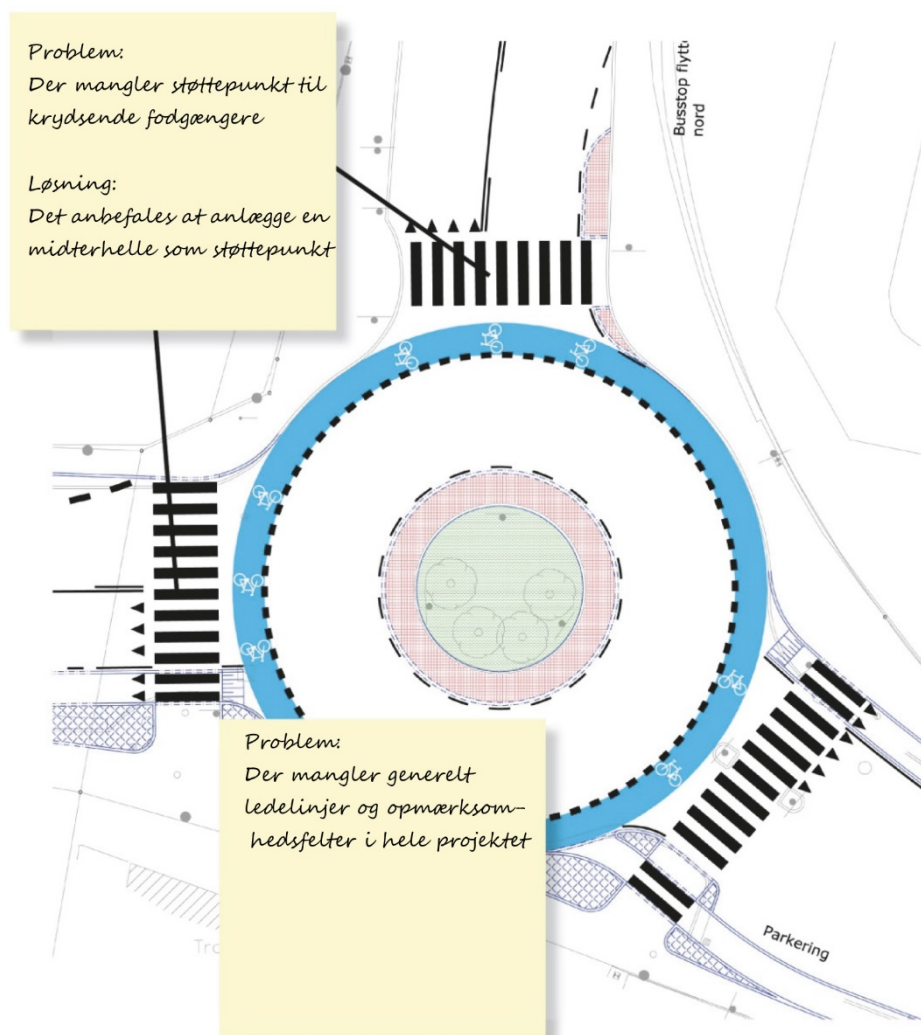 Problem:
Der mangler støttepunkt til
krydsende fodgængere
Løsning:
Det anbefales at anlægge en
midterhelle som støttepunkt
Busstop flytt
nord
Problem:
Der mangler generelt
ledelinjer og opmærksom-
hedsfelter i hele projektet
Parkering